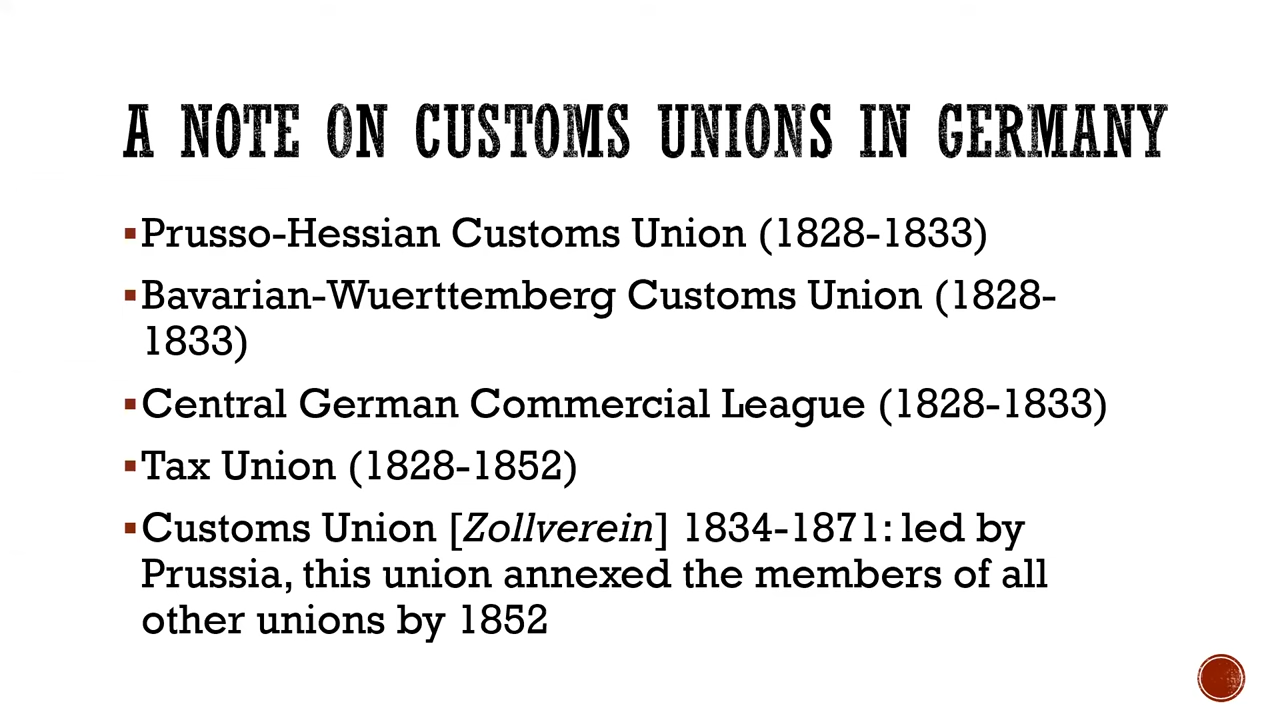 A NOTE ON CUSTOMS UNIONS IN GERMANY
▪Prusso-Hessian Customs Union (1828-1833)
▪Bavarian-Wuerttemberg Customs Union (1828-
1833)
▪Central German Commercial League (1828-1833)
▪Tax Union (1828-1852)
▪Customs Union [Zollverein] 1834-1871: led by
Prussia, this union annexed the members of all
other unions by 1852